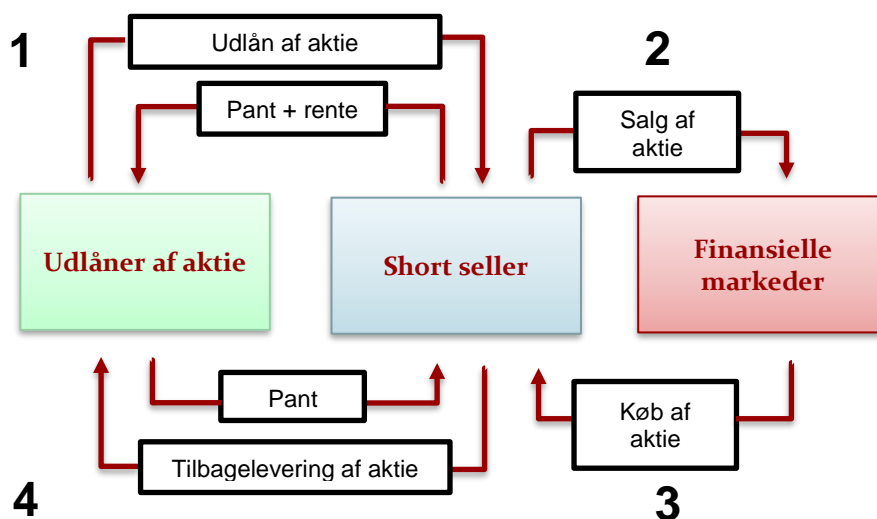 1
Udlån af aktie
2
Pant + rente
Salg af
aktie
Udlåner af aktie
Short seller
Finansielle
markeder
Pant
Køb af
aktie
Tilbagelevering af aktie
4
3